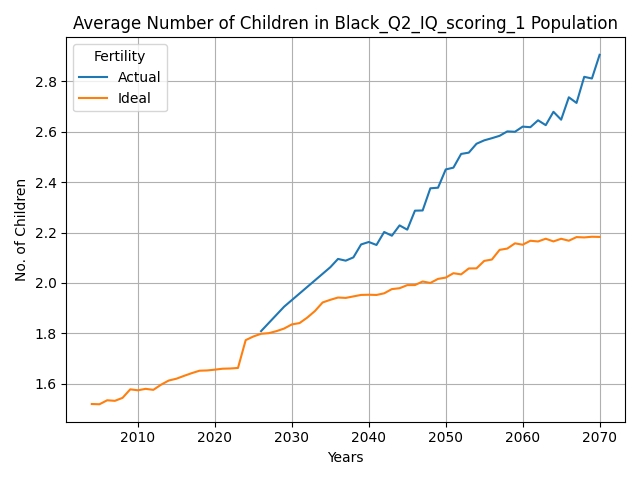 Average Number of Children in Black_Q2_IQ_scoring_1 Population
Fertility
Actual
Ideal
No. of Children
2.8
2.6
2.4
2.2
2.0
1.8
1.6
2010 2020 2030 2040 2050 2060 2070
Years